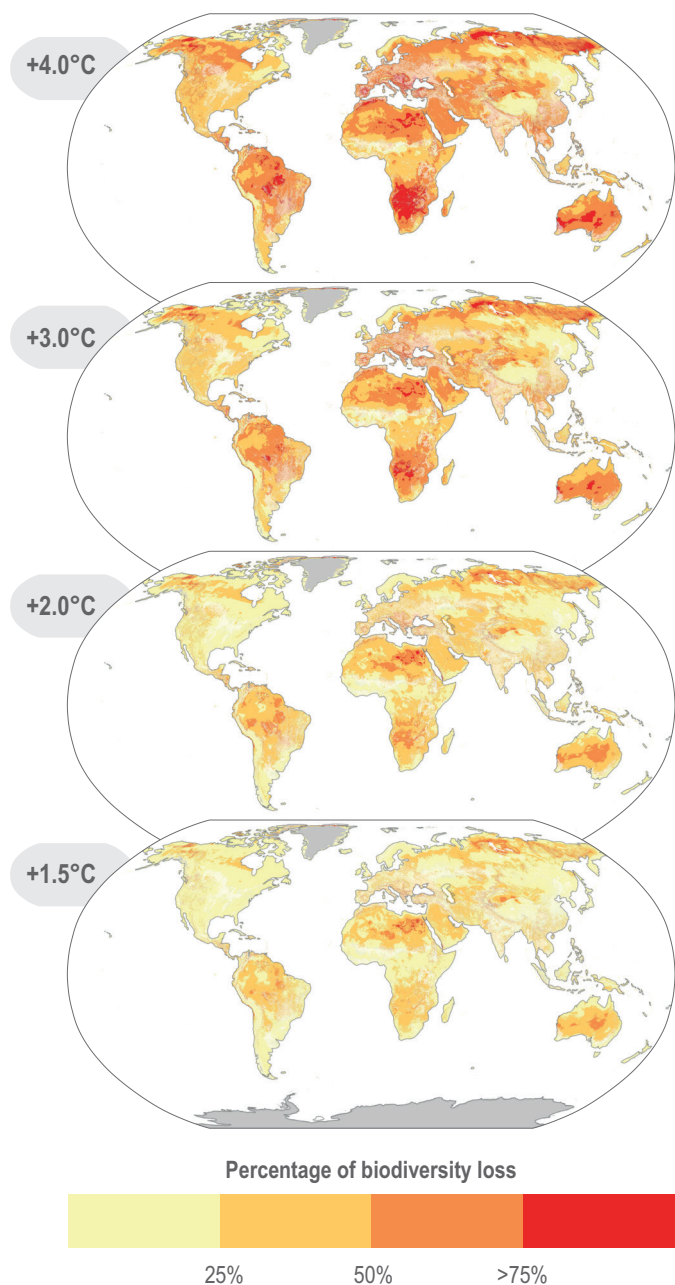 +4.0°C
+3.0°C
+2.0°C
+1.5°C
Percentage of biodiversity loss
25% 50% >75%